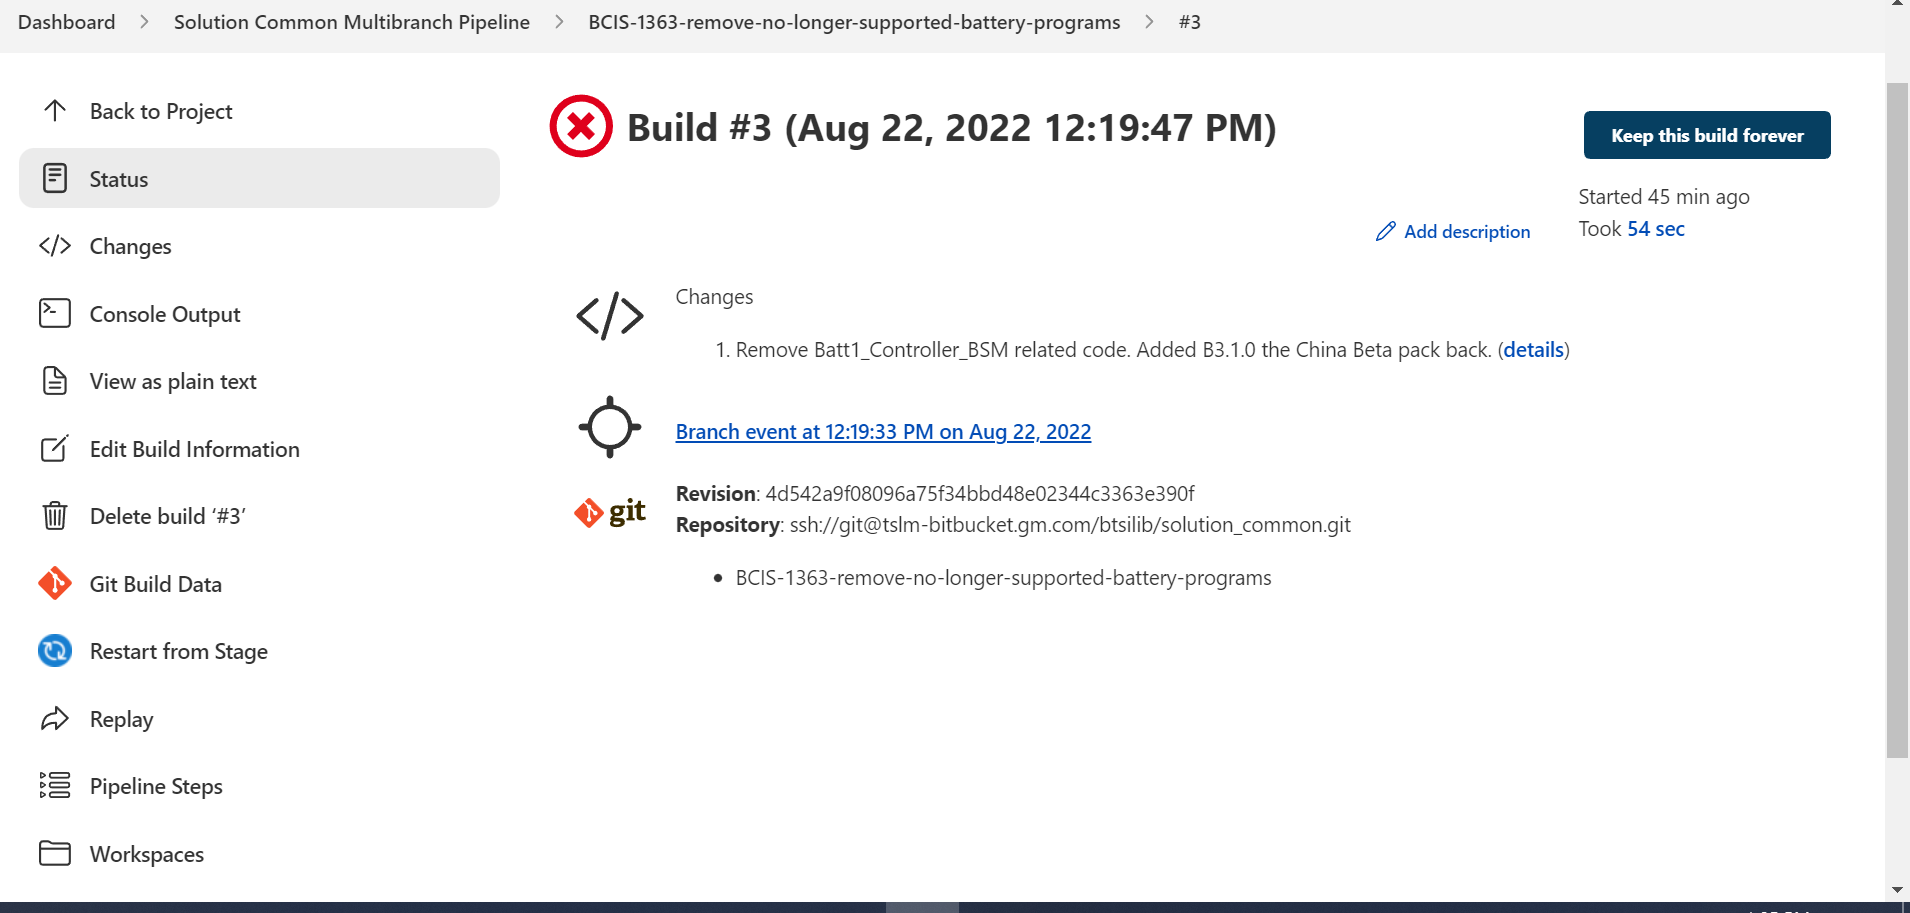 Dashboard > Solution Common Multibranch Pipeline > BCIS-1363-remove-no-longer-supported-battery-programs > #3
Back to Project
Status
Changes
Console Output
View as plain text
Edit Build Information
Delete build ‘#3’
Git Build Data
Restart from Stage
Replay
Pipeline Steps
Workspaces
Build #3 (Aug 22, 2022 12:19:47 PM)
Keep this build forever
Started 45 min ago
Took 54 sec
Add description
Changes
1. Remove Batt1_Controller_BSM related code. Added B3.1.0 the China Beta pack back. (details)
Branch event at 12:19:33 PM on Aug 22, 2022
git
Revision: 4d542a9f08096a75f34bbd48e02344c3363e390f
Repository: ssh://git@tslm-bitbucket.gm.com/btsilib/solution_common.git
• BCIS-1363-remove-no-longer-supported-battery-programs